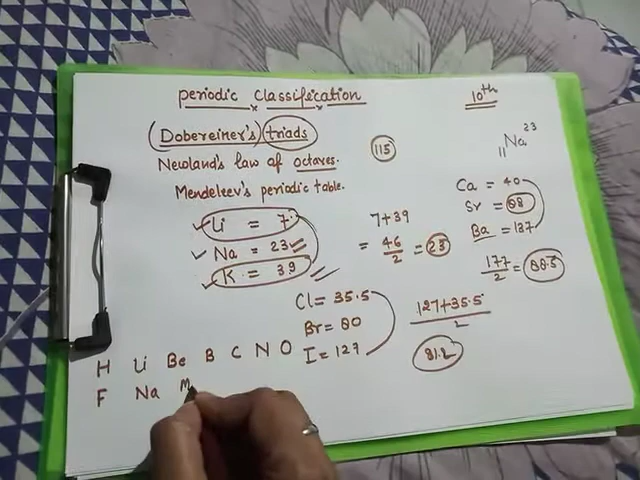 periodic classification
10th
(Dobereiner's) triads
115
11Na23
Newland's law of octaves.
Mendeleev's periodic table.
Ca = 40
Sr = 88
Ba = 137
177/2 = 88.5
Li = 7
Na = 23
K = 39
7+39
= 46/2 = 23
Cl = 35.5
Br = 80
I = 127
127+35.5
2
81.2
H Li Be B C N O
F Na M